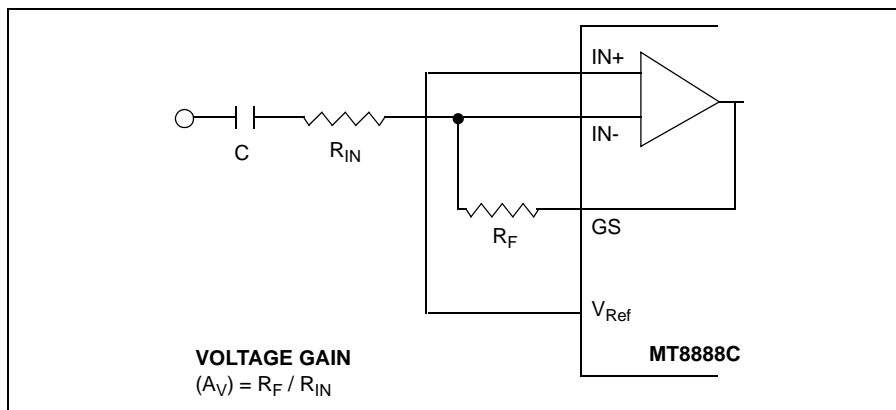 IN+
IN-
C
R_IN
R_F
GS
V_Ref
MT8888C
VOLTAGE GAIN
(A_V) = R_F / R_IN